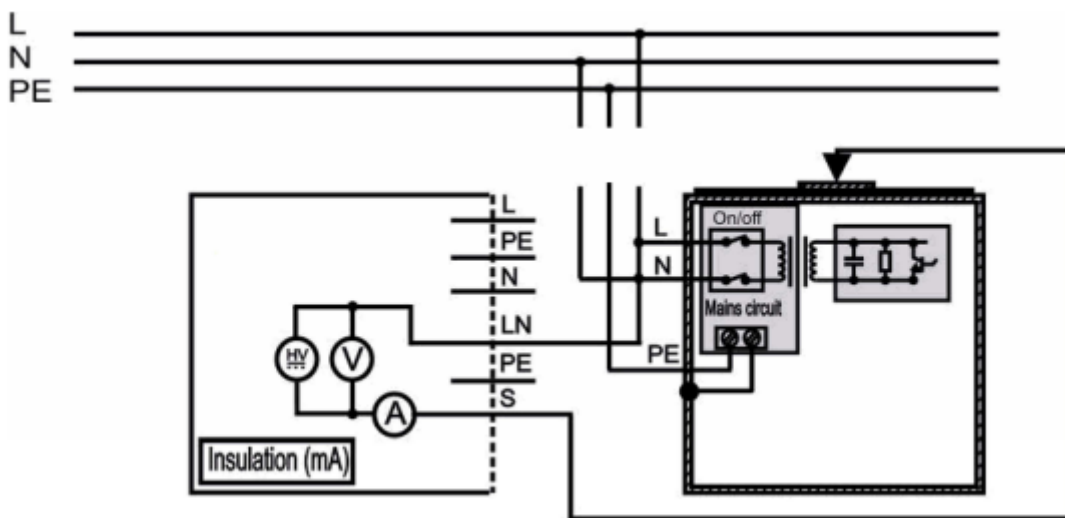 L
N
PE
L
PE
N
LN
PE
S
HV
V
A
Insulation (mA)
L
N
PE
On/off
Mains circuit